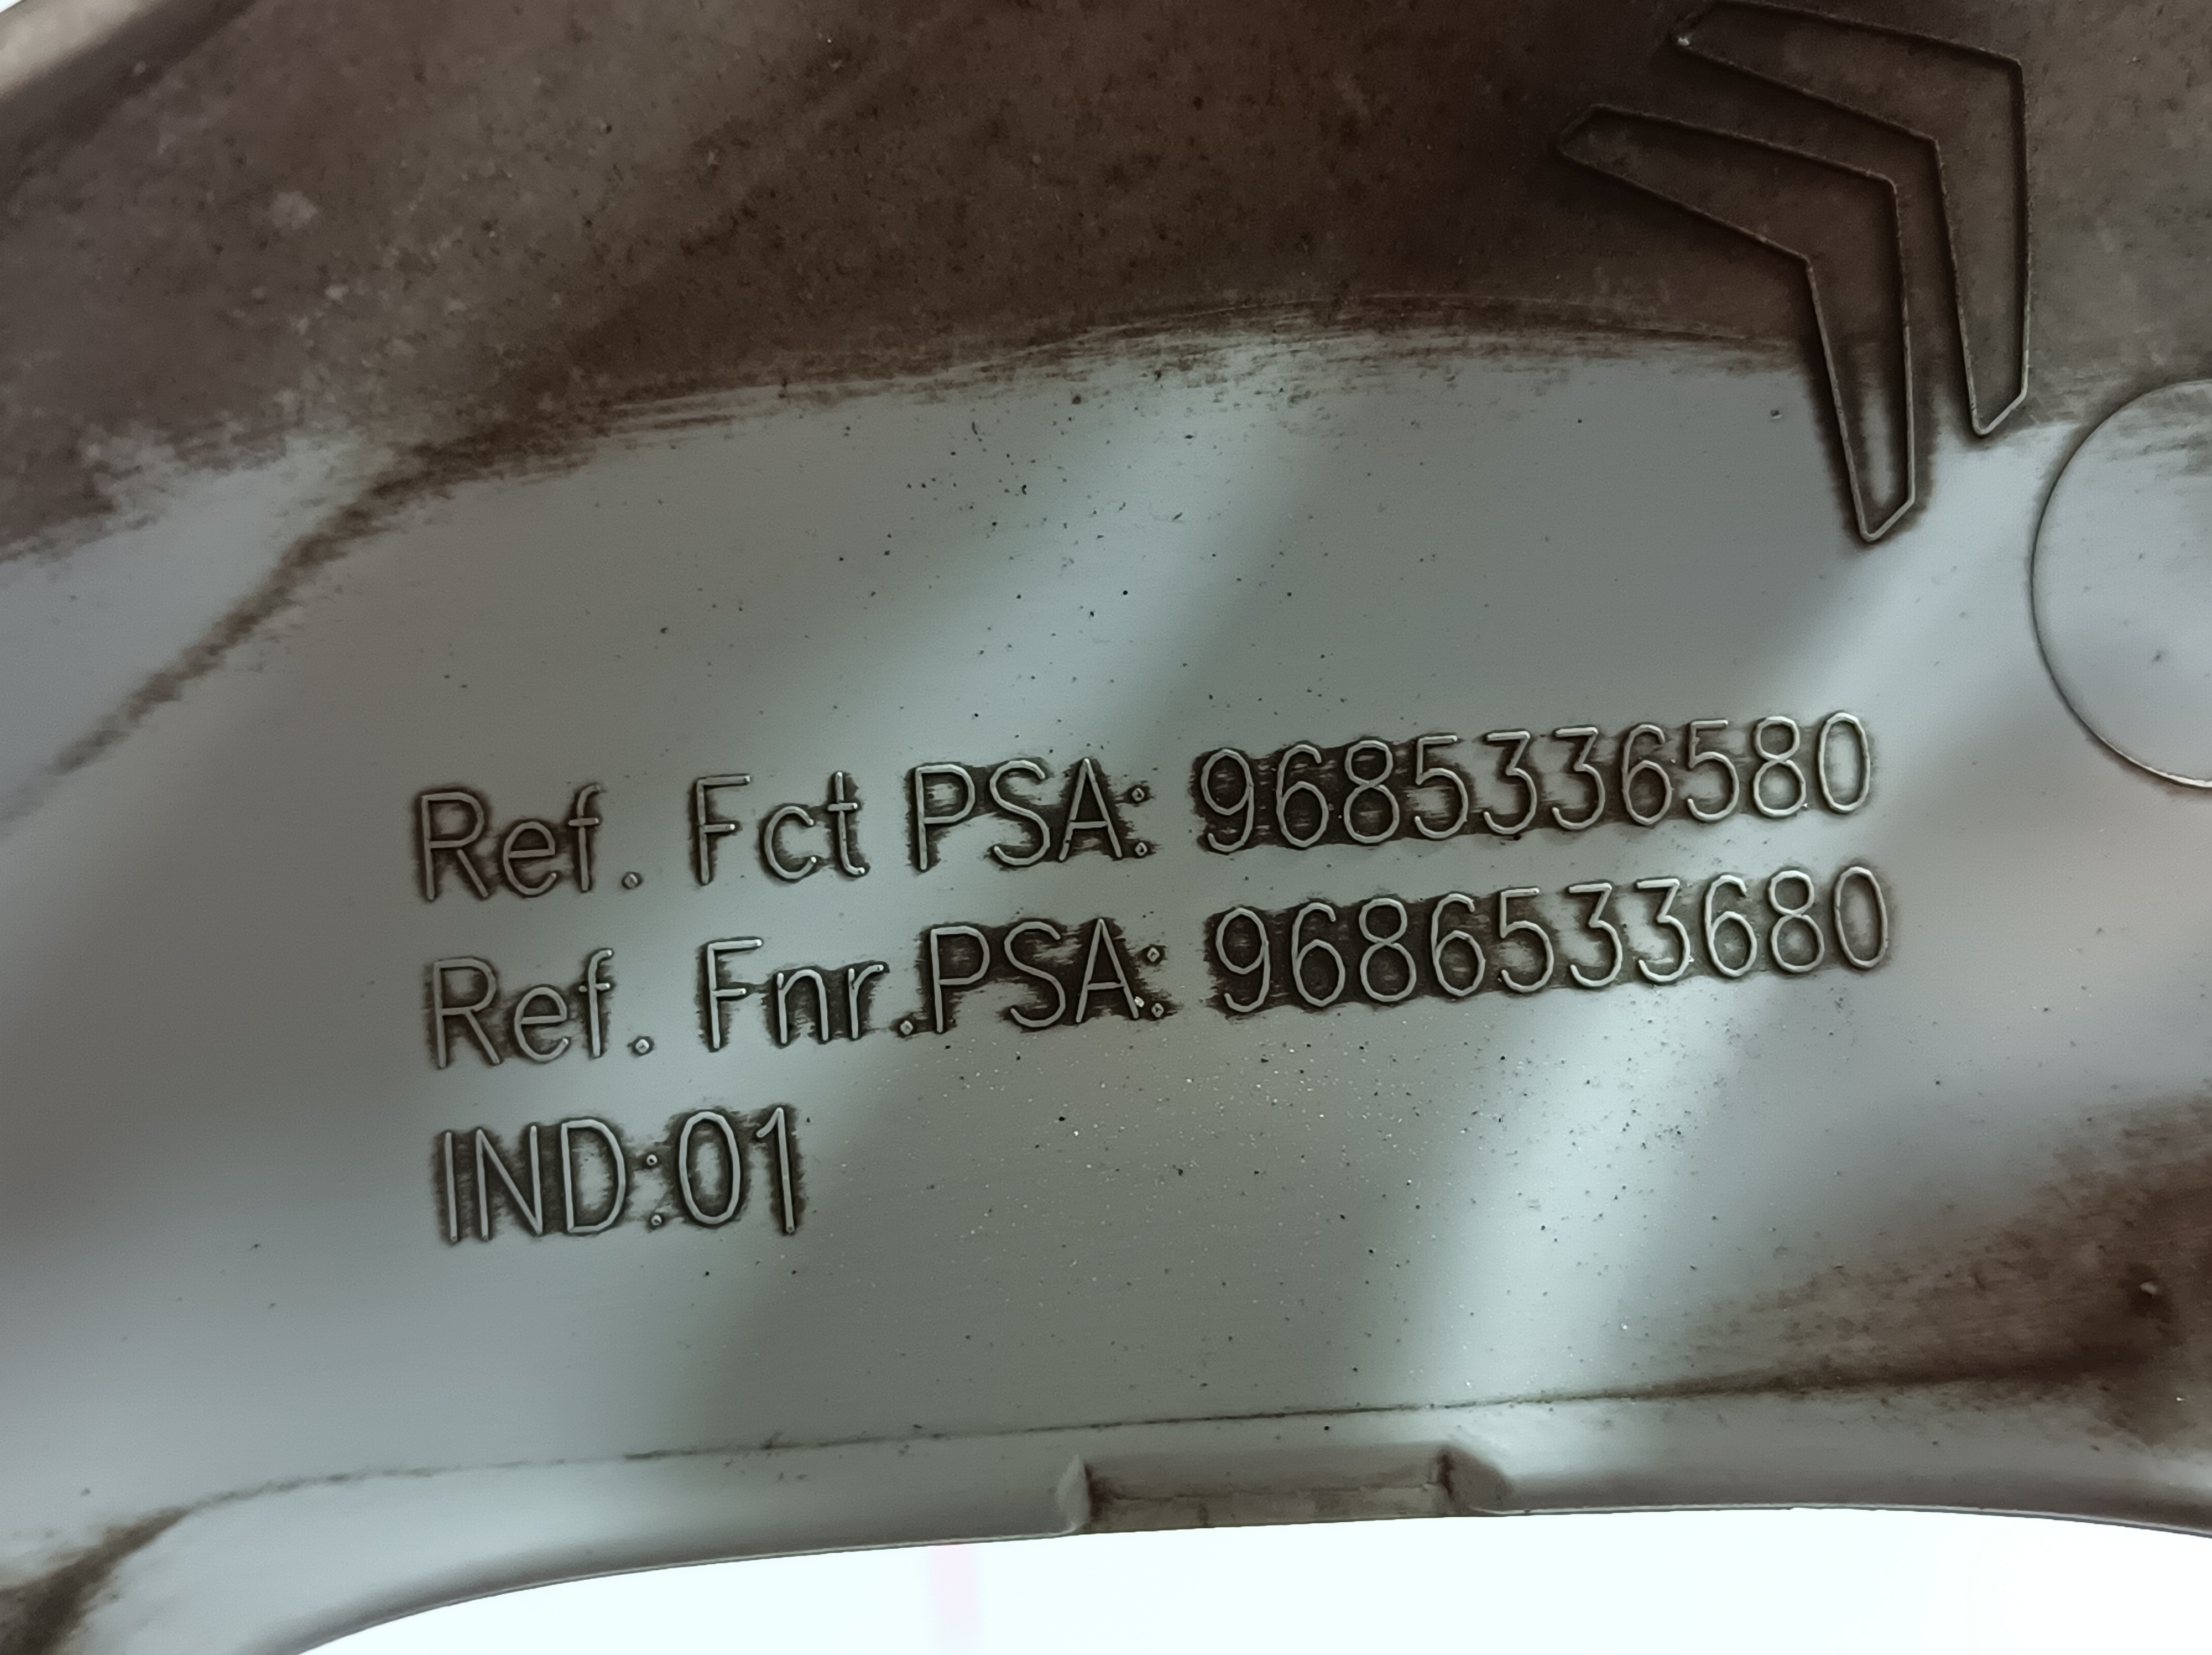 Ref. Fct PSA: 9685336580
Ref. Fnr.PSA: 9686533680
IND:01